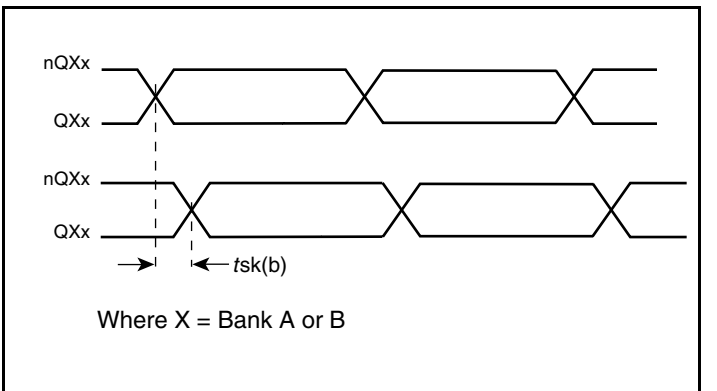 nQXx
QXx
nQXx
QXx
tsk(b)
Where X = Bank A or B